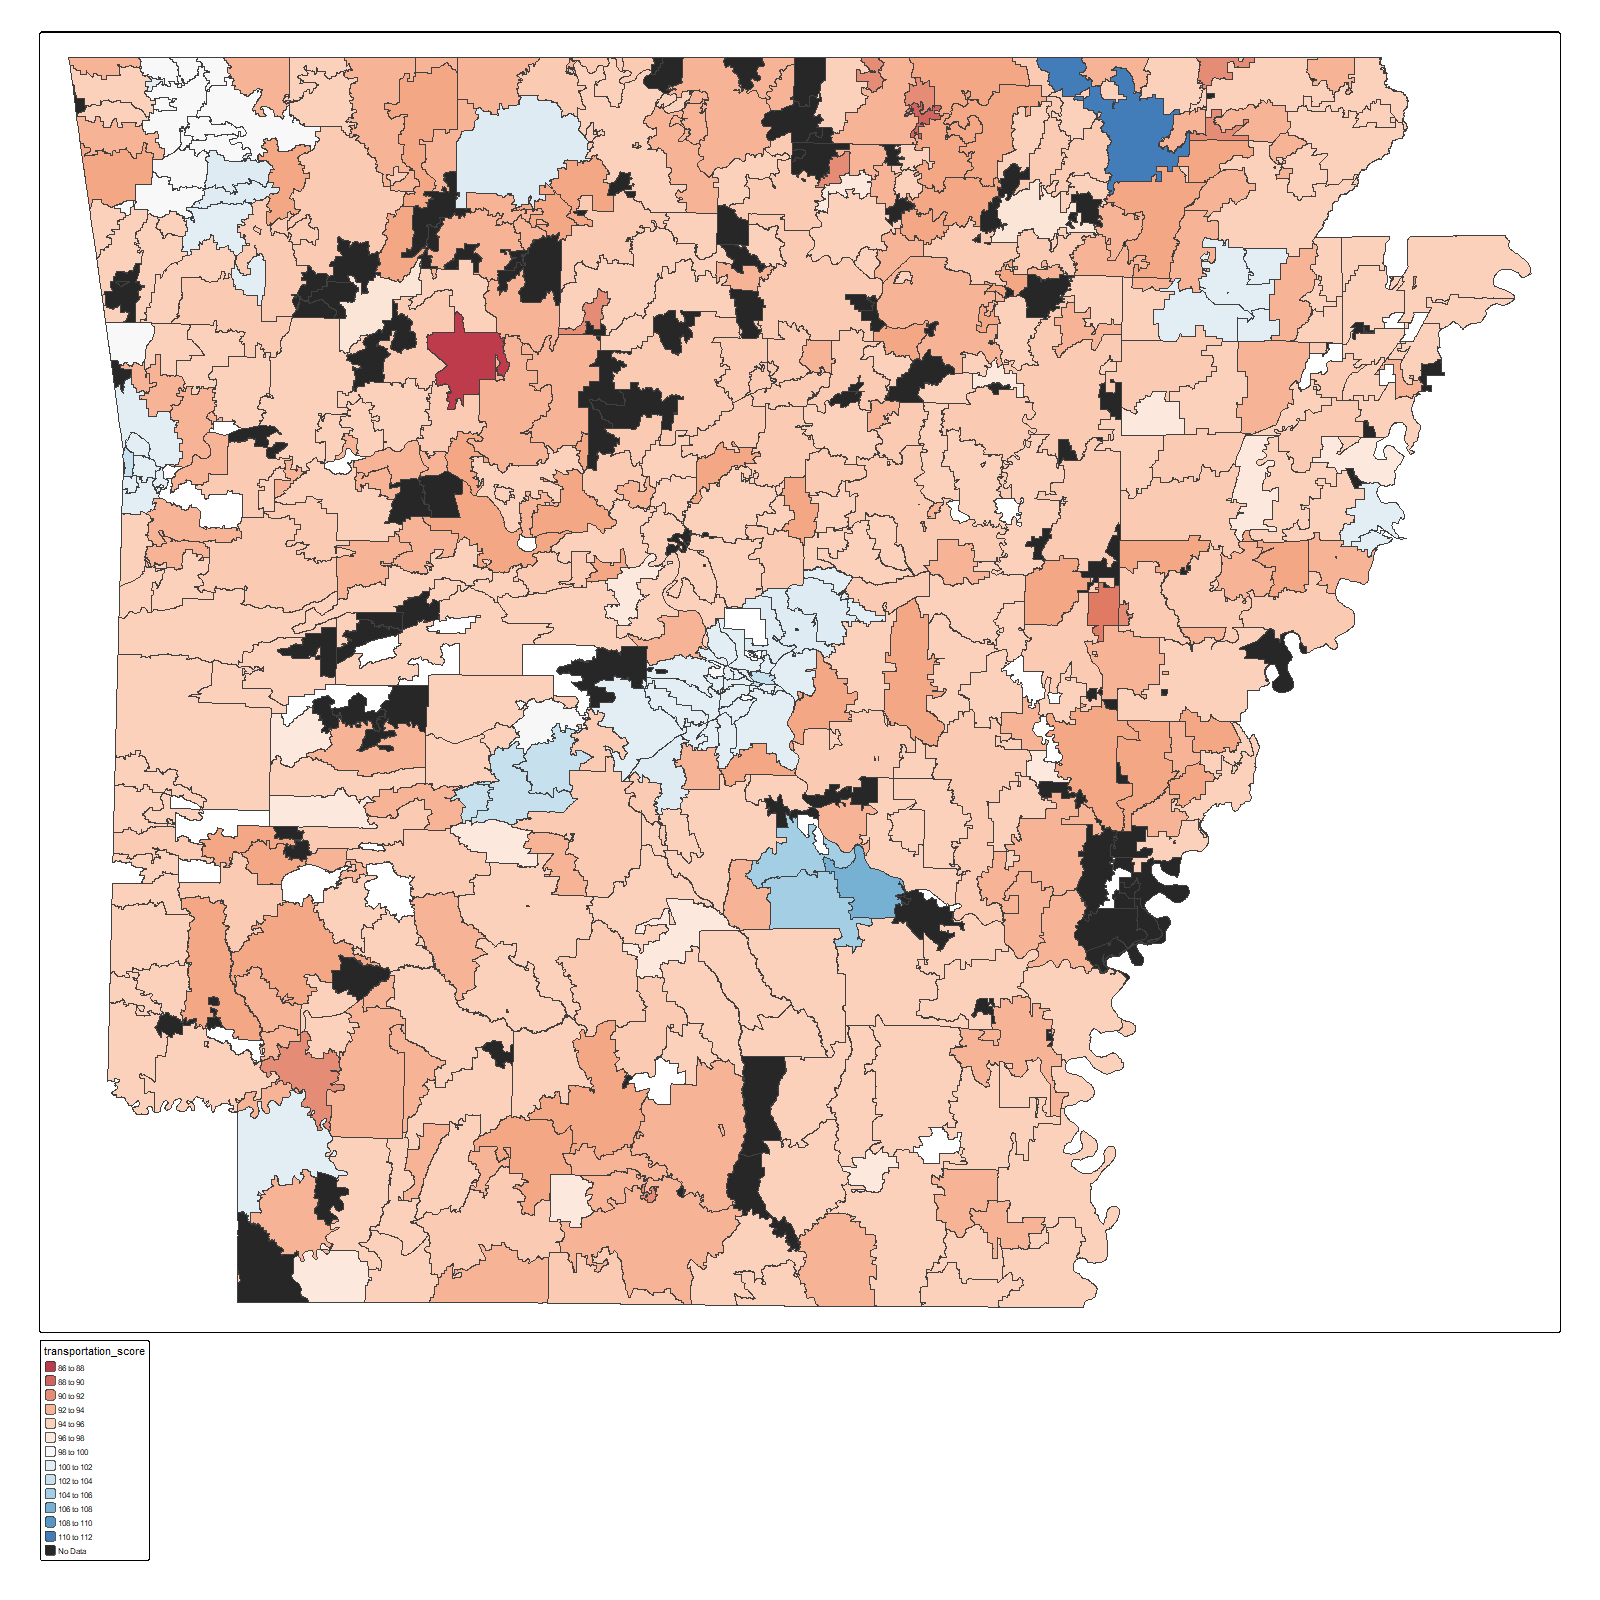 transportation_score
86 to 88
88 to 90
90 to 92
92 to 94
94 to 96
96 to 98
98 to 100
100 to 102
102 to 104
104 to 106
106 to 108
108 to 110
110 to 112
No Data